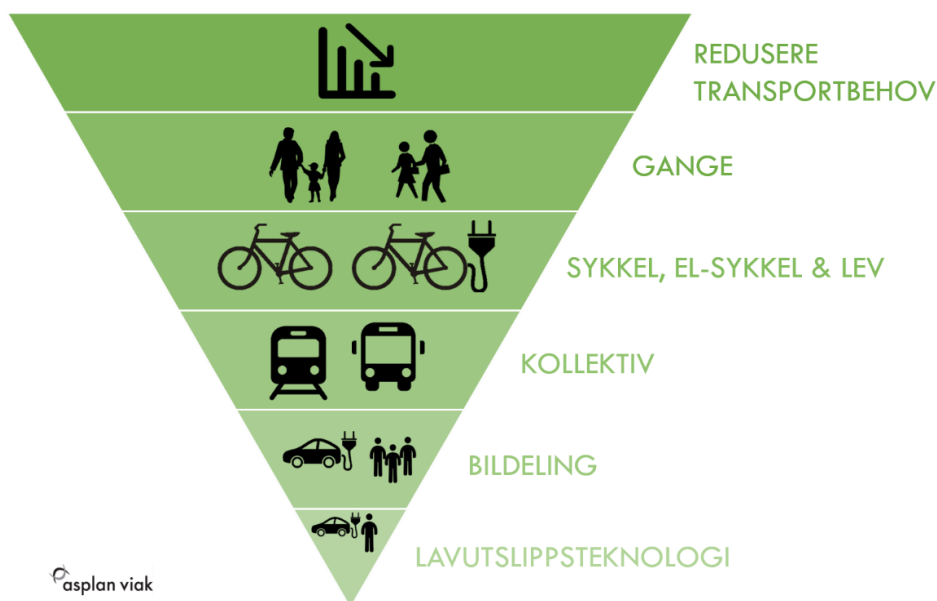 REDUSERE
TRANSPORTBEHOV
GANGE
SYKKEL, EL-SYKKEL & LEV
KOLLEKTIV
BILDELING
LAVUTSLIPPSTEKNOLOGI
asplan viak